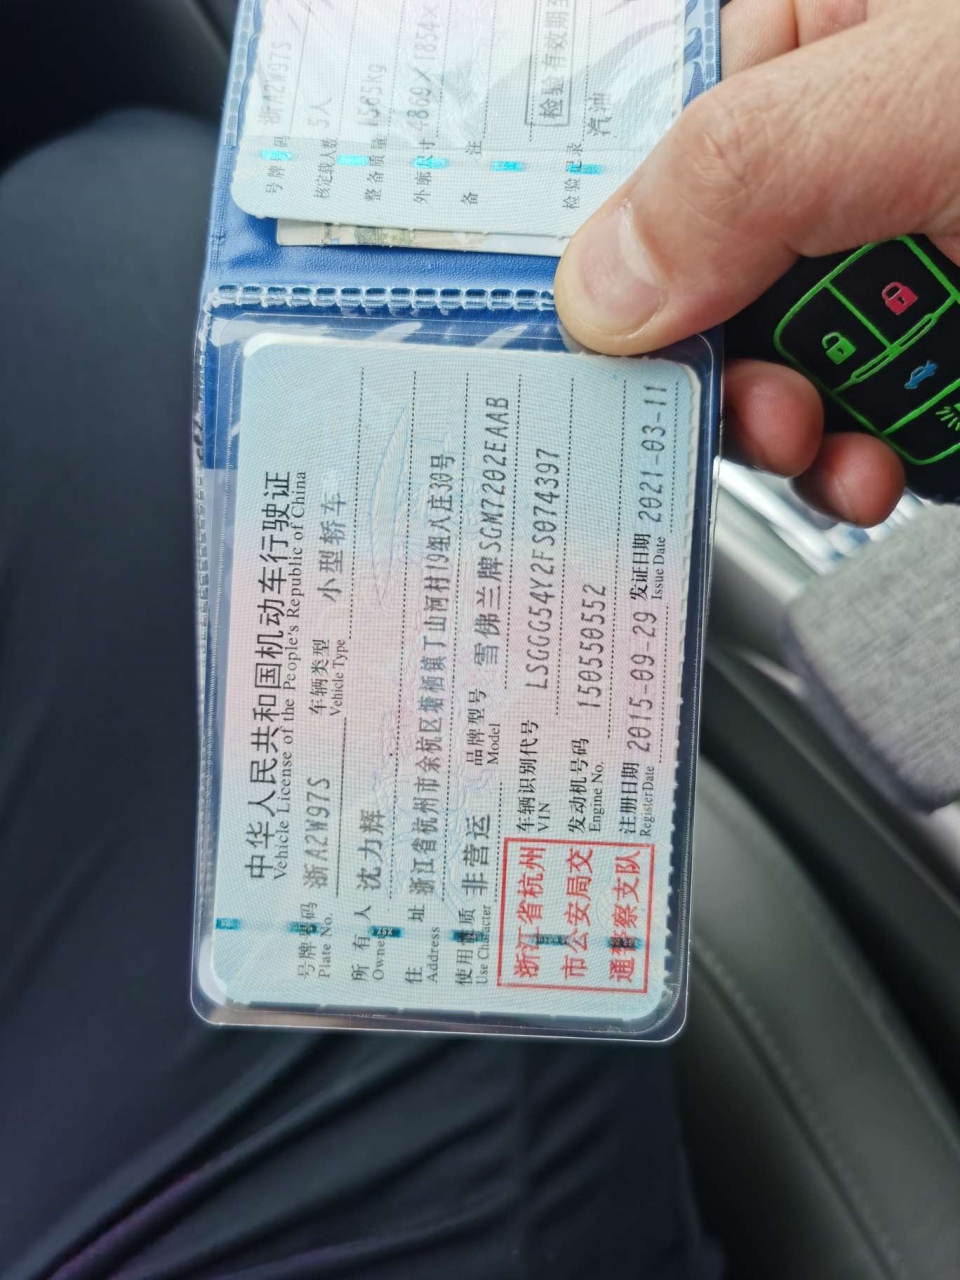 中华人民共和国机动车行驶证
Vehicle License of the People's Republic of China
号牌号码 浙A2W97S 车辆类型 小型轿车
Plate No. Vehicle Type
所有人 沈力辉
Owner
住址 浙江省杭州市余杭区塘栖镇丁山河村19组八庄30号
Address
使用性质 非营运 品牌型号 雪佛兰牌SGM7202EAAB
Use Character Model
浙江省杭州
市公安局交
通警察支队
车辆识别代号 LSGGG54Y2FS074397
VIN
发动机号码 150550552
Engine No.
注册日期 2015-09-29 发证日期 2021-03-11
Register Date Issue Date
号牌号码 浙A2W97S
核定载人数 5人
整备质量 1565kg
外廓尺寸 4869×1854×
备注
检验有效期至
检验记录 汽油